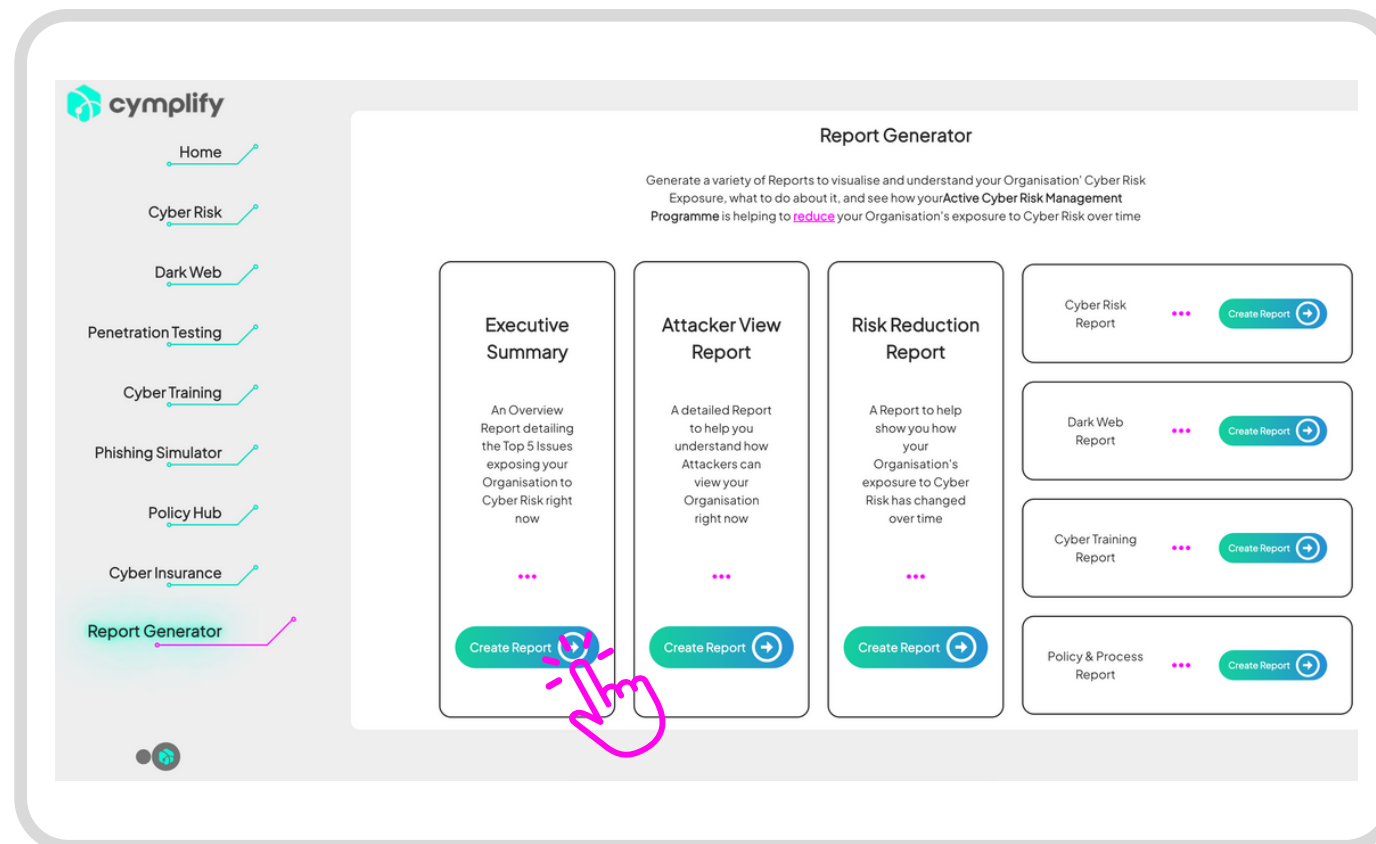 cymplify
Home
Cyber Risk
Dark Web
Penetration Testing
Cyber Training
Phishing Simulator
Policy Hub
Cyber Insurance
Report Generator
Report Generator
Generate a variety of Reports to visualise and understand your Organisation' Cyber Risk
Exposure, what to do about it, and see how yourActive Cyber Risk Management
Programme is helping to reduce your Organisation's exposure to Cyber Risk over time
Executive
Summary
An Overview
Report detailing
the Top 5 Issues
exposing your
Organisation to
Cyber Risk right
now
Create Report
Attacker View
Report
A detailed Report
to help you
understand how
Attackers can
view your
Organisation
right now
Create Report
Risk Reduction
Report
A Report to help
show you how
your
Organisation's
exposure to Cyber
Risk has changed
over time
Create Report
Cyber Risk
Report
Create Report
Dark Web
Report
Create Report
Cyber Training
Report
Create Report
Policy & Process
Report
Create Report